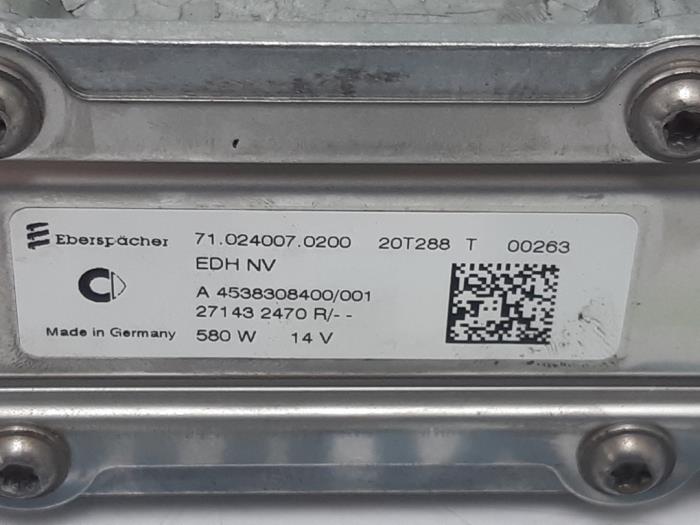 Eberspächer 71.024007.0200 20T288 T 00263
EDH NV
A 4538308400/001
27143 2470 R/- -
Made in Germany 580 W 14 V